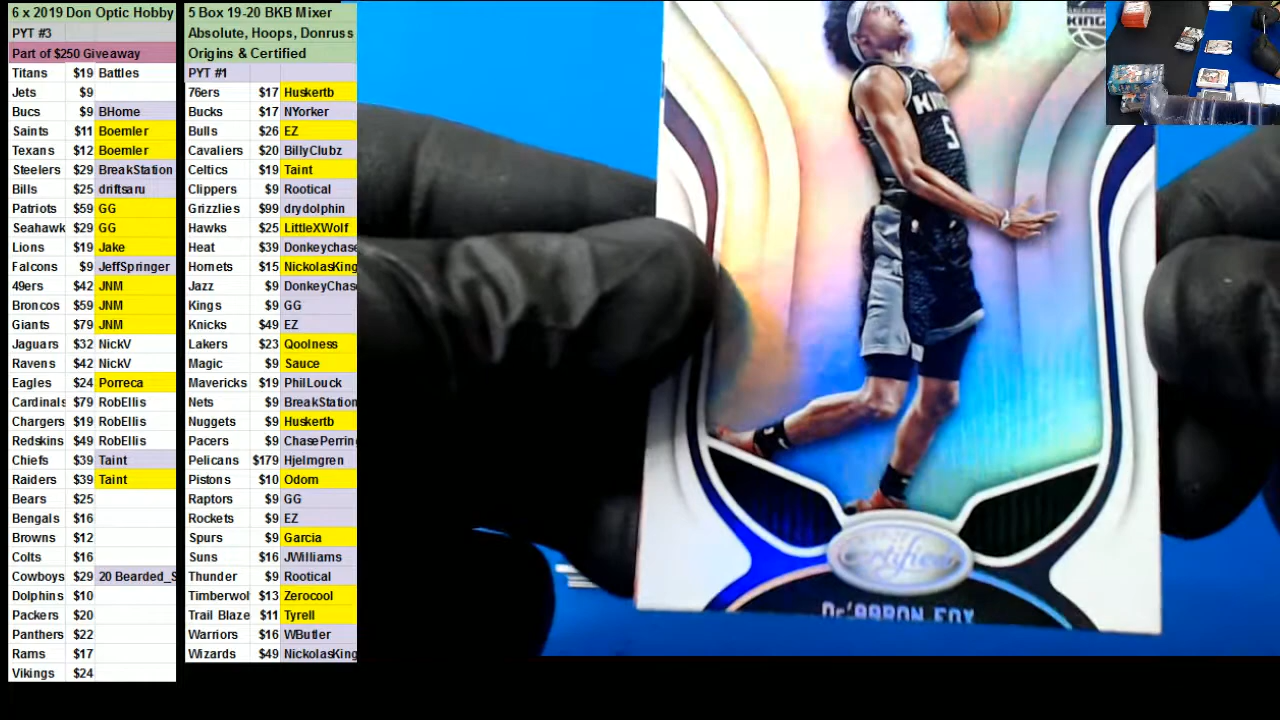 6 x 2019 Don Optic Hobby
PYT #3
Part of $250 Giveaway
Titans $19 Battles
Jets $9
Bucs $9 BHome
Saints $11 Boemler
Texans $12 Boemler
Steelers $29 BreakStation
Bills $25 driftsaru
Patriots $59 GG
Seahawk $29 GG
Lions $19 Jake
Falcons $9 JeffSpringer
49ers $42 JNM
Broncos $59 JNM
Giants $79 JNM
Jaguars $32 NickV
Ravens $42 NickV
Eagles $24 Porreca
Cardinals $79 RobEllis
Chargers $19 RobEllis
Redskins $49 RobEllis
Chiefs $39 Taint
Raiders $39 Taint
Bears $25
Bengals $16
Browns $12
Colts $16
Cowboys $29 20 Bearded_S
Dolphins $10
Packers $20
Panthers $22
Rams $17
Vikings $24
5 Box 19-20 BKB Mixer
Absolute, Hoops, Donruss
Origins & Certified
PYT #1
76ers $17 Huskertb
Bucks $17 NYorker
Bulls $26 EZ
Cavaliers $20 BillyClubz
Celtics $19 Taint
Clippers $9 Rootical
Grizzlies $99 drydolphin
Hawks $25 LittleXWolf
Heat $39 Donkeychase
Hornets $15 NickolasKing
Jazz $9 DonkeyChas
Kings $9 GG
Knicks $49 EZ
Lakers $23 Qoolness
Magic $9 Sauce
Mavericks $19 PhilLouck
Nets $9 BreakStation
Nuggets $9 Huskertb
Pacers $9 ChasePerrin
Pelicans $179 Hjelmgren
Pistons $10 Odom
Raptors $9 GG
Rockets $9 EZ
Spurs $9 Garcia
Suns $16 JWilliams
Thunder $9 Rootical
Timberwol $13 Zerocool
Trail Blaze $11 Tyrell
Warriors $16 WButler
Wizards $49 NickolasKing
KINGS
5
Certified
De'AARON FOX